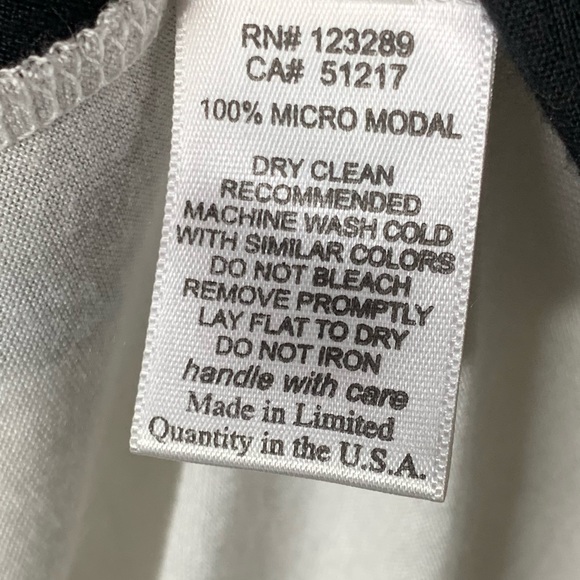 RN# 123289
CA# 51217
100% MICRO MODAL
DRY CLEAN
RECOMMENDED
MACHINE WASH COLD
WITH SIMILAR COLORS
DO NOT BLEACH
REMOVE PROMPTLY
LAY FLAT TO DRY
DO NOT IRON
handle with care
Made in Limited
Quantity in the U.S.A.